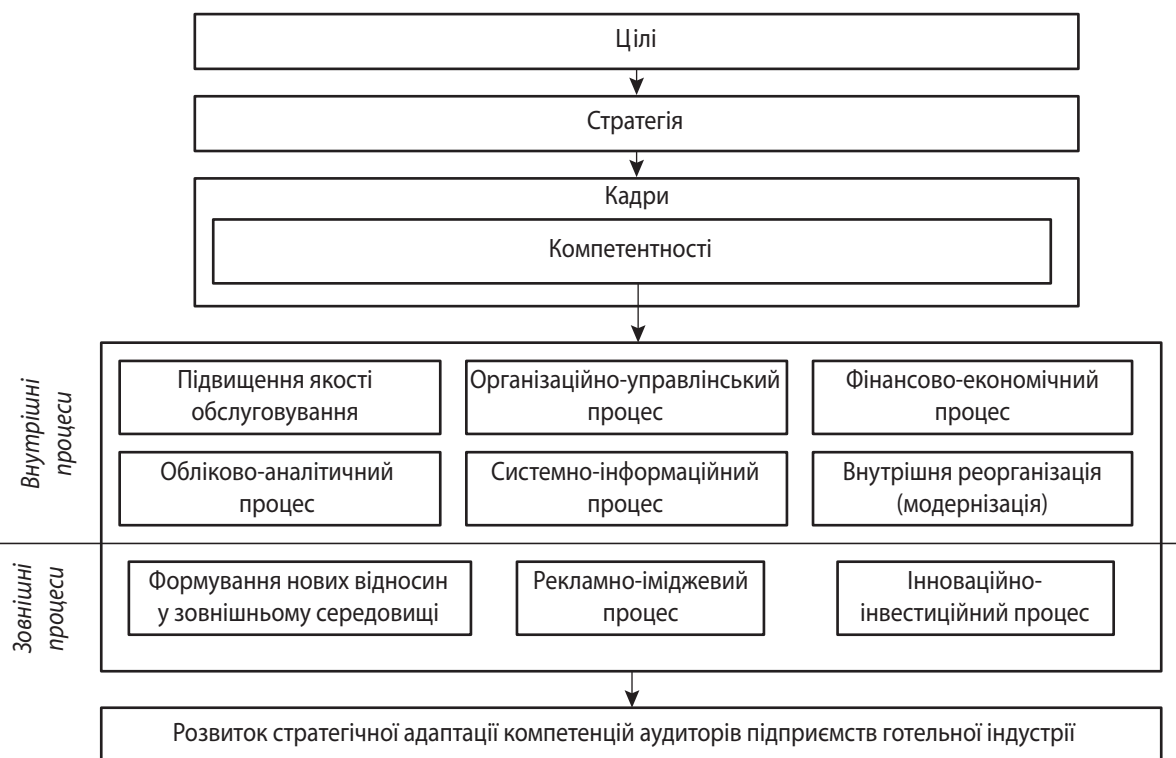 Цілі
Стратегія
Кадри
Компетентності
Внутрішні
процеси
Підвищення якості
обслуговування
Організаційно-управлінський
процес
Фінансово-економічний
процес
Обліково-аналітичний
процес
Системно-інформаційний
процес
Внутрішня реорганізація
(модернізація)
Зовнішні
процеси
Формування нових відносин
у зовнішньому середовищі
Рекламно-іміджевий
процес
Інноваційно-
інвестиційний процес
Розвиток стратегічної адаптації компетенцій аудиторів підприємств готельної індустрії